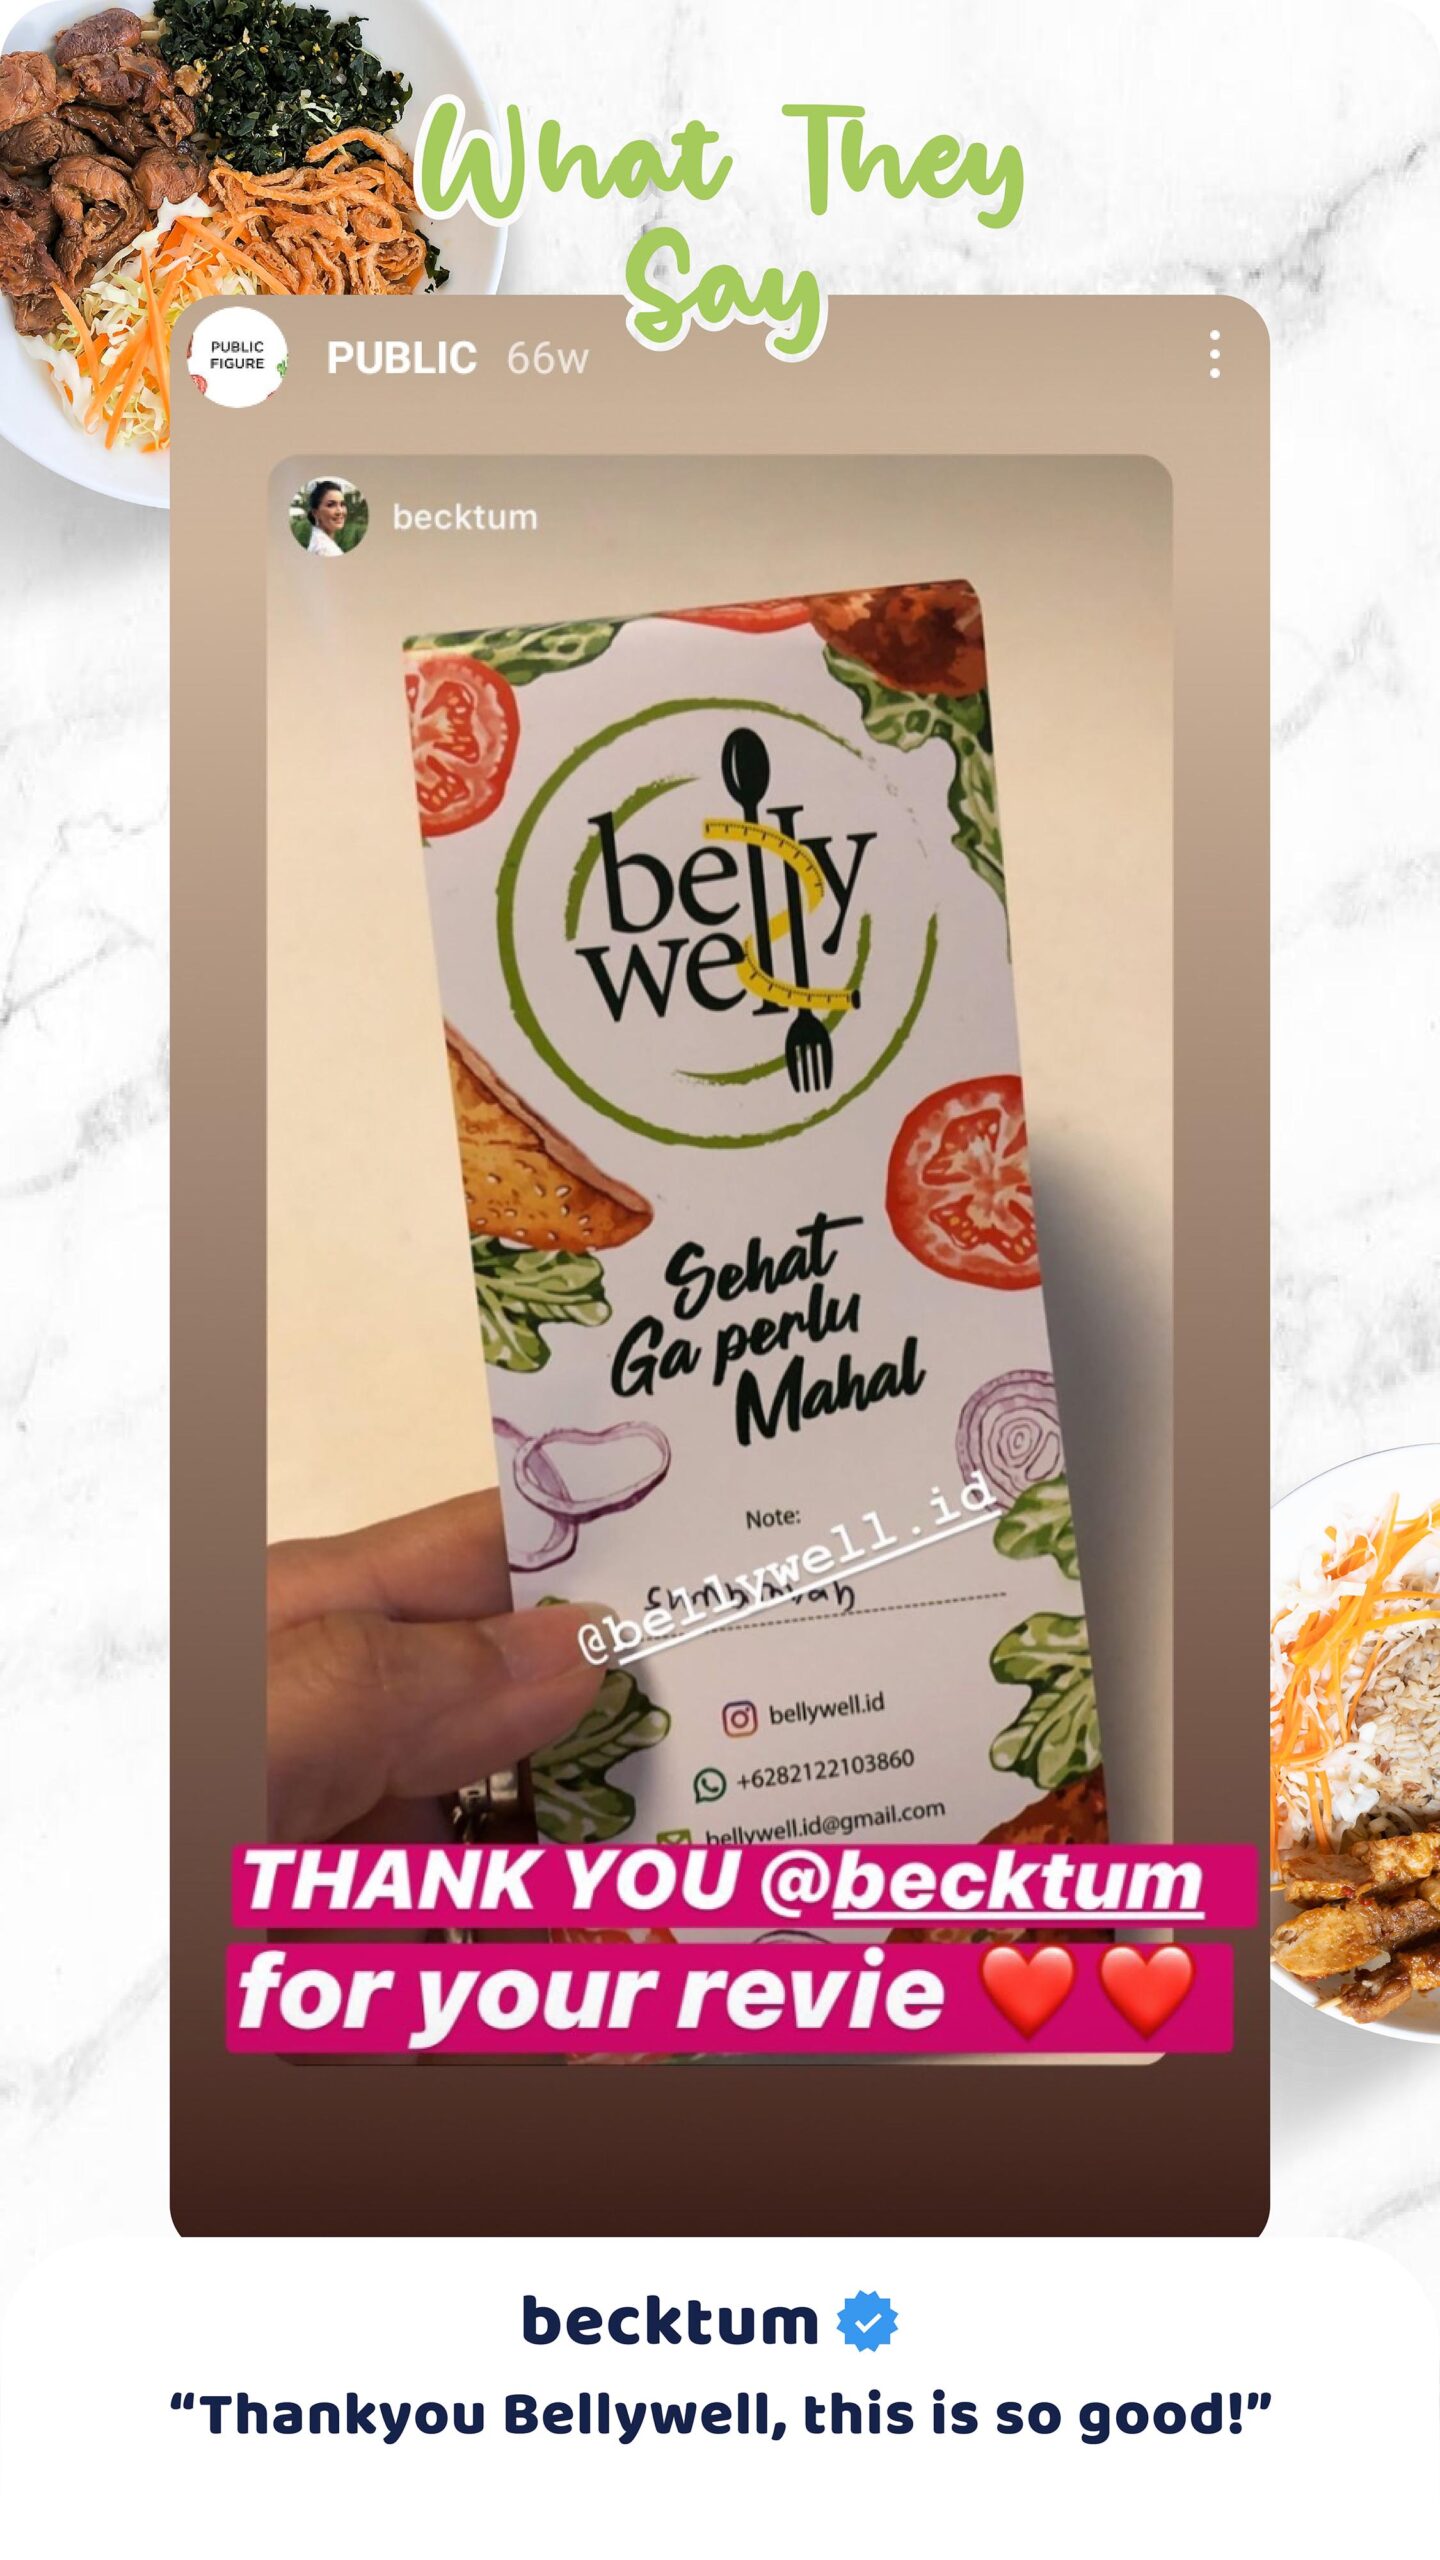 What They
Say
PUBLIC
FIGURE
PUBLIC 66w
becktum
belly
well
Sehat
Ga perlu
Mahal
Note:
@bellywell.id
bellywell.id
+6282122103860
bellywell.id@gmail.com
THANK YOU @becktum
for your revie ❤️ ❤️
becktum
“Thankyou Bellywell, this is so good!”